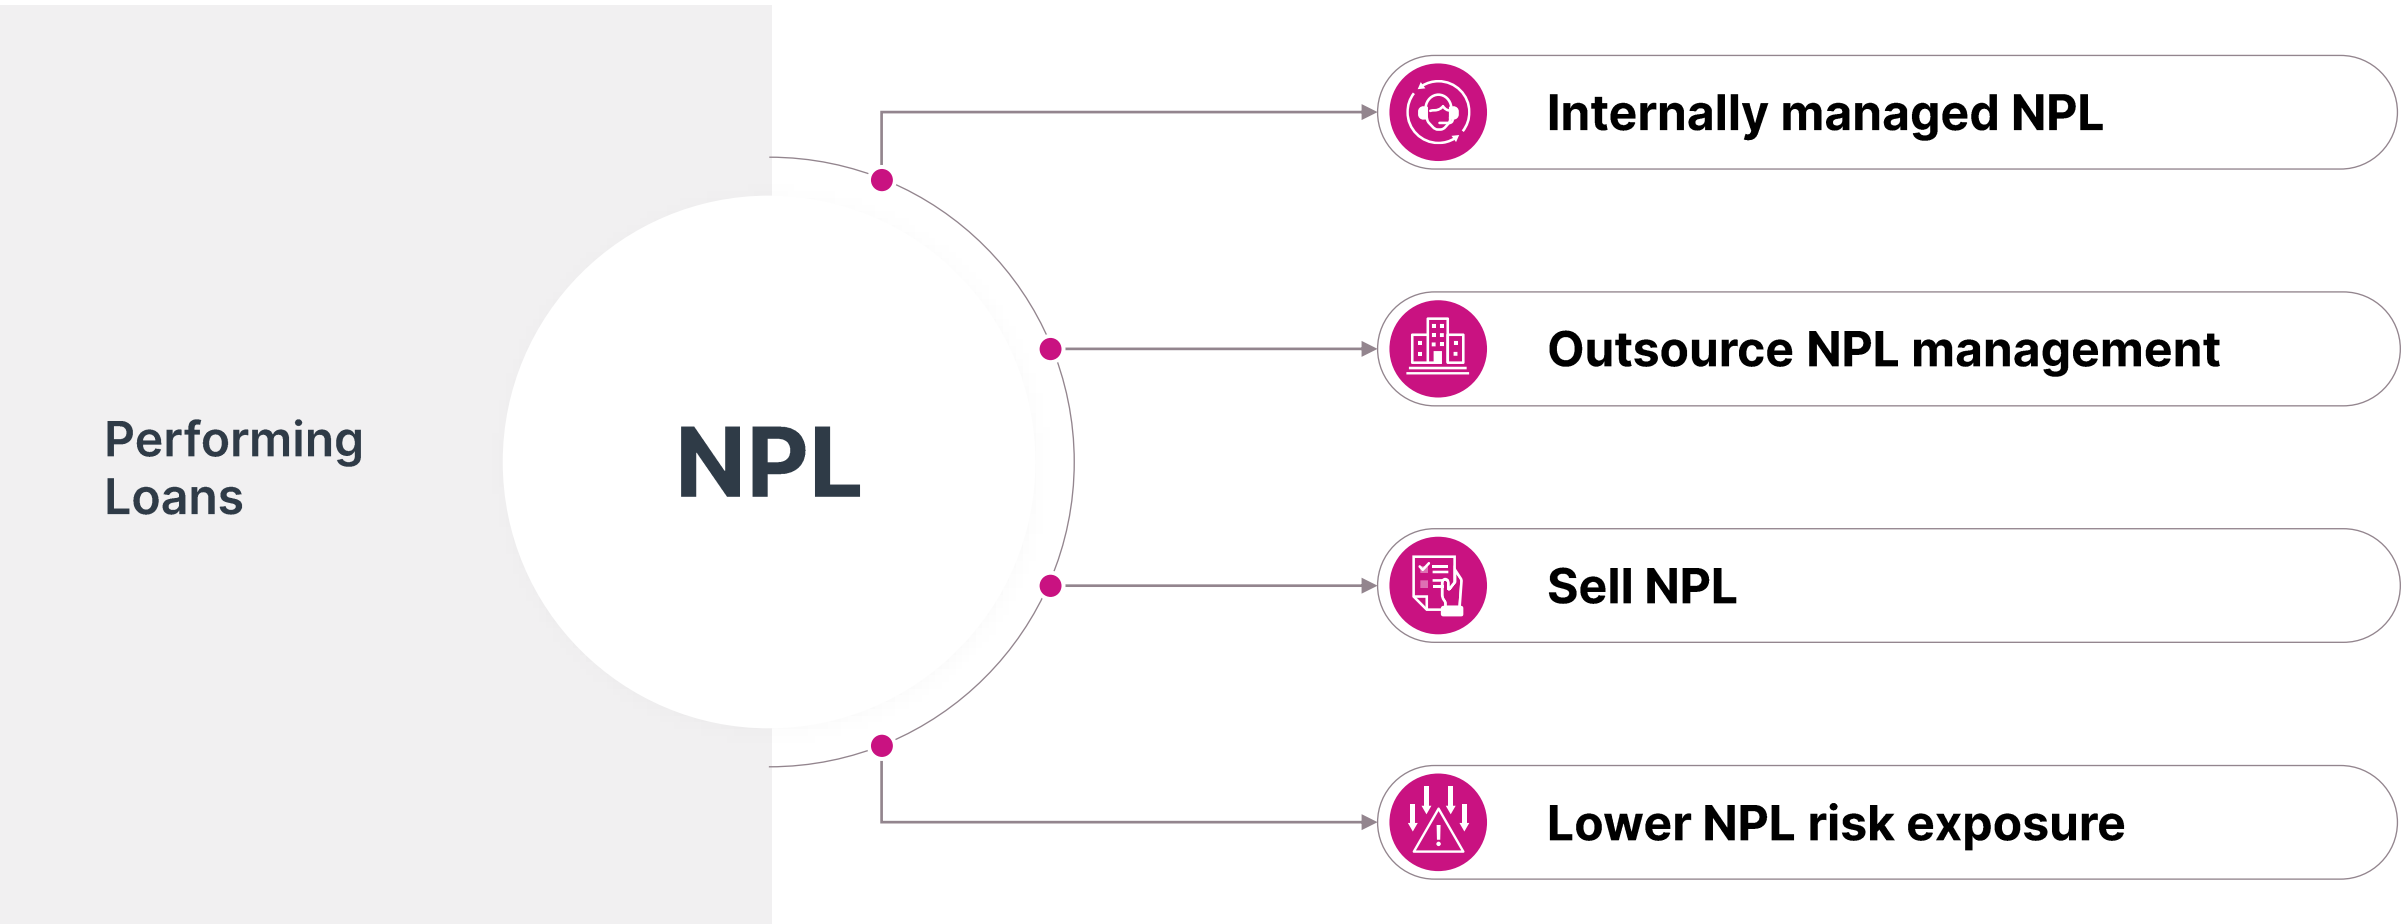 Performing
Loans
NPL
Internally managed NPL
Outsource NPL management
Sell NPL
Lower NPL risk exposure